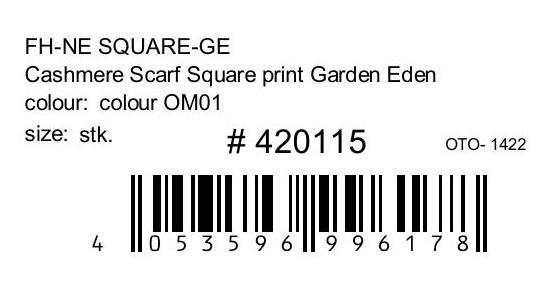 FH-NE SQUARE-GE
Cashmere Scarf Square print Garden Eden
colour: colour OM01
size: stk.
# 420115
OTO- 1422
4 053596 996178